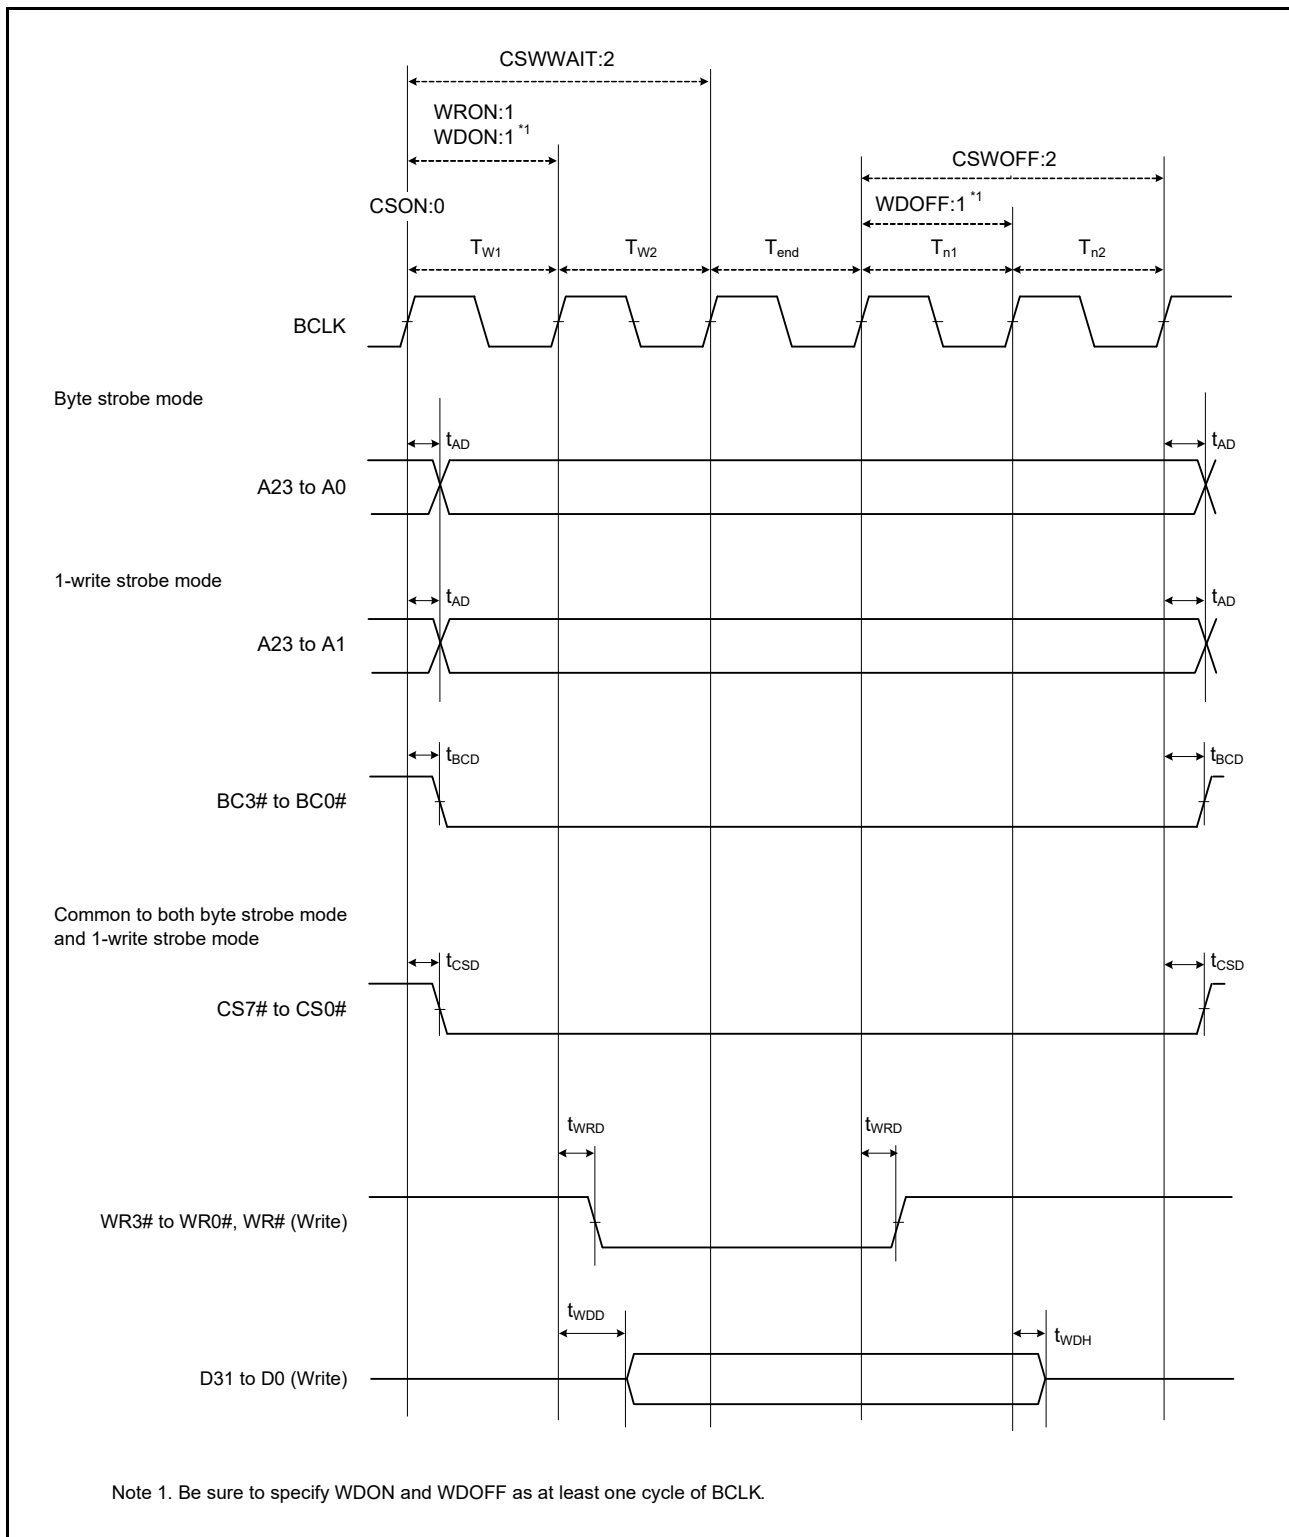 CSWWAIT:2
WRON:1
WDON:1 *1
CSWOFF:2
CSON:0
WDOFF:1 *1
TW1 TW2 Tend Tn1 Tn2
BCLK
Byte strobe mode
tAD tAD
A23 to A0
1-write strobe mode
tAD tAD
A23 to A1
tBCD tBCD
BC3# to BC0#
Common to both byte strobe mode
and 1-write strobe mode
tCSD tCSD
CS7# to CS0#
tWRD tWRD
WR3# to WR0#, WR# (Write)
tWDD tWDH
D31 to D0 (Write)
Note 1. Be sure to specify WDON and WDOFF as at least one cycle of BCLK.